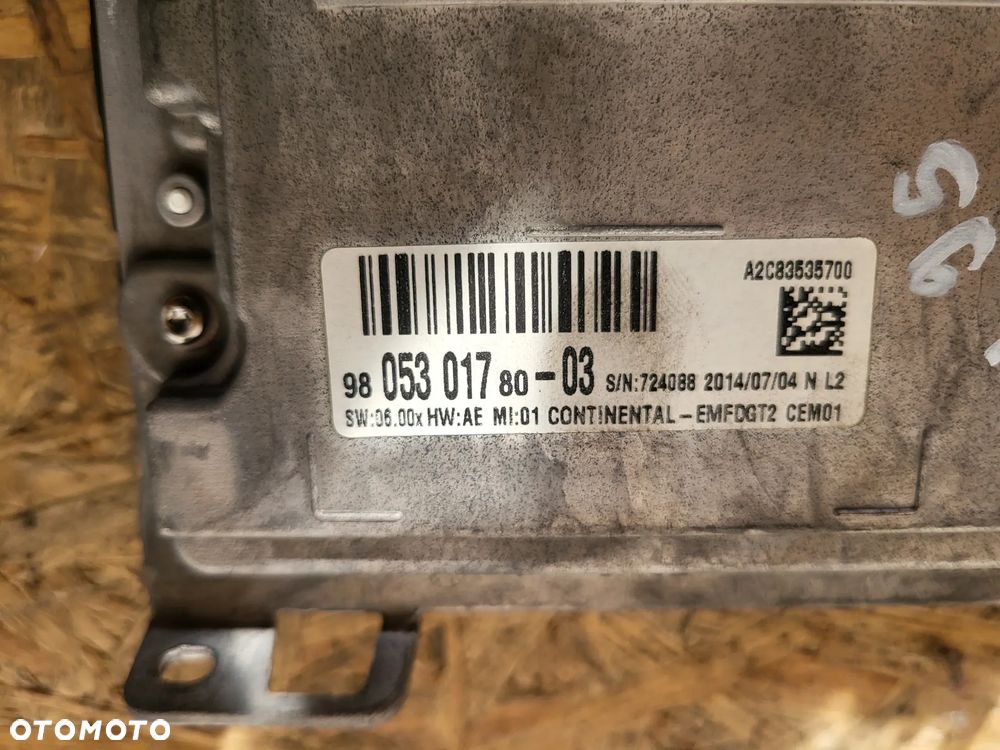 A2C83535700
98 053 017 80-03 S/N:724088 2014/07/04 N L2
SW:06.00x HW:AE MI:01 CONTINENTAL-EMFDGT2 CEM01
OTOMOTO